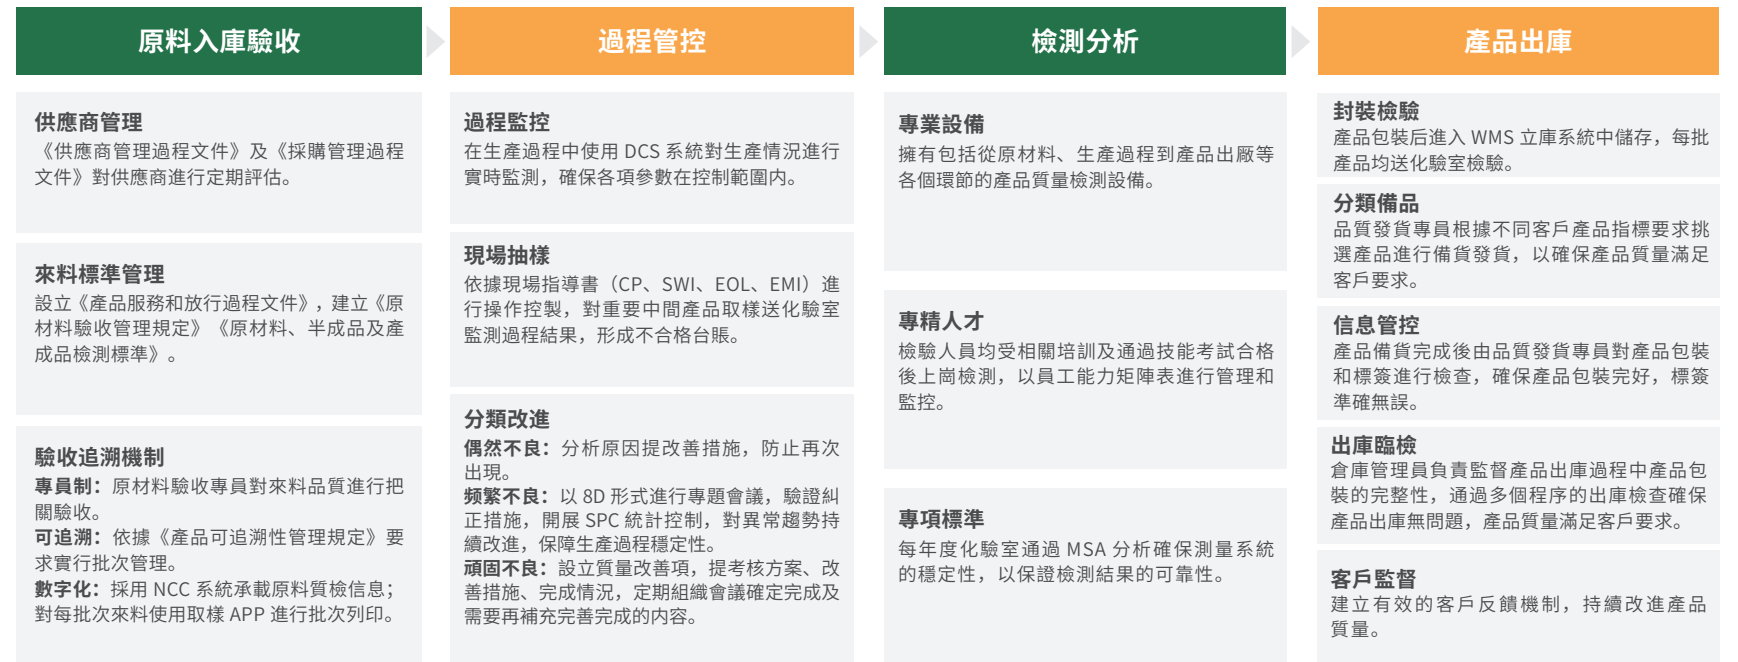 原料入庫驗收
供應商管理
《供應商管理過程文件》及《採購管理過程
文件》對供應商進行定期評估。
來料標準管理
設立《產品服務和放行過程文件》，建立《原
材料驗收管理規定》《原材料、半成品及產
成品檢測標準》。
驗收追溯機制
專員制：原材料驗收專員對來料品質進行把
關驗收。
可追溯：依據《產品可追溯性管理規定》要
求實行批次管理。
數字化：採用 NCC 系統承載原料質檢信息；
對每批次來料使用取樣 APP 進行批次列印。
過程管控
過程監控
在生產過程中使用 DCS 系統對生產情況進行
實時監測，確保各項參數在控制範圍内。
現場抽樣
依據現場指導書（CP、SWI、EOL、EMI）進
行操作控製，對重要中間產品取樣送化驗室
監測過程結果，形成不合格台賬。
分類改進
偶然不良：分析原因提改善措施，防止再次
出現。
频繁不良：以 8D 形式進行專題會議，驗證糾
正措施，開展 SPC 統計控制，對異常趨勢持
續改進，保障生產過程穩定性。
頑固不良：設立質量改善項，提考核方案、改
善措施、完成情況，定期組織會議確定完成及
需要再補充完善完成的内容。
檢測分析
專業設備
擁有包括從原材料、生產過程到產品出厰等
各個環節的產品質量檢測設備。
專精人才
檢驗人員均受相關培訓及通過技能考試合格
後上崗檢測，以員工能力矩陣表進行管理和
監控。
專項標準
每年度化驗室通過 MSA 分析確保測量系統
的穩定性，以保證檢測結果的可靠性。
產品出庫
封裝檢驗
產品包裝后進入 WMS 立庫系統中儲存，每批
產品均送化驗室檢驗。
分類備品
品質發貨專員根據不同客戶產品指標要求挑
選產品進行備貨發貨，以確保產品質量滿足
客戶要求。
信息管控
產品備貨完成後由品質發貨專員對產品包裝
和標簽進行檢查，確保產品包裝完好，標簽
準確無誤。
出庫臨檢
倉庫管理員負責監督產品出庫過程中產品包
裝的完整性，通過多個程序的出庫檢查確保
產品出庫無問題，產品質量滿足客戶要求。
客戶監督
建立有效的客戶反饋機制，持續改進產品
質量。